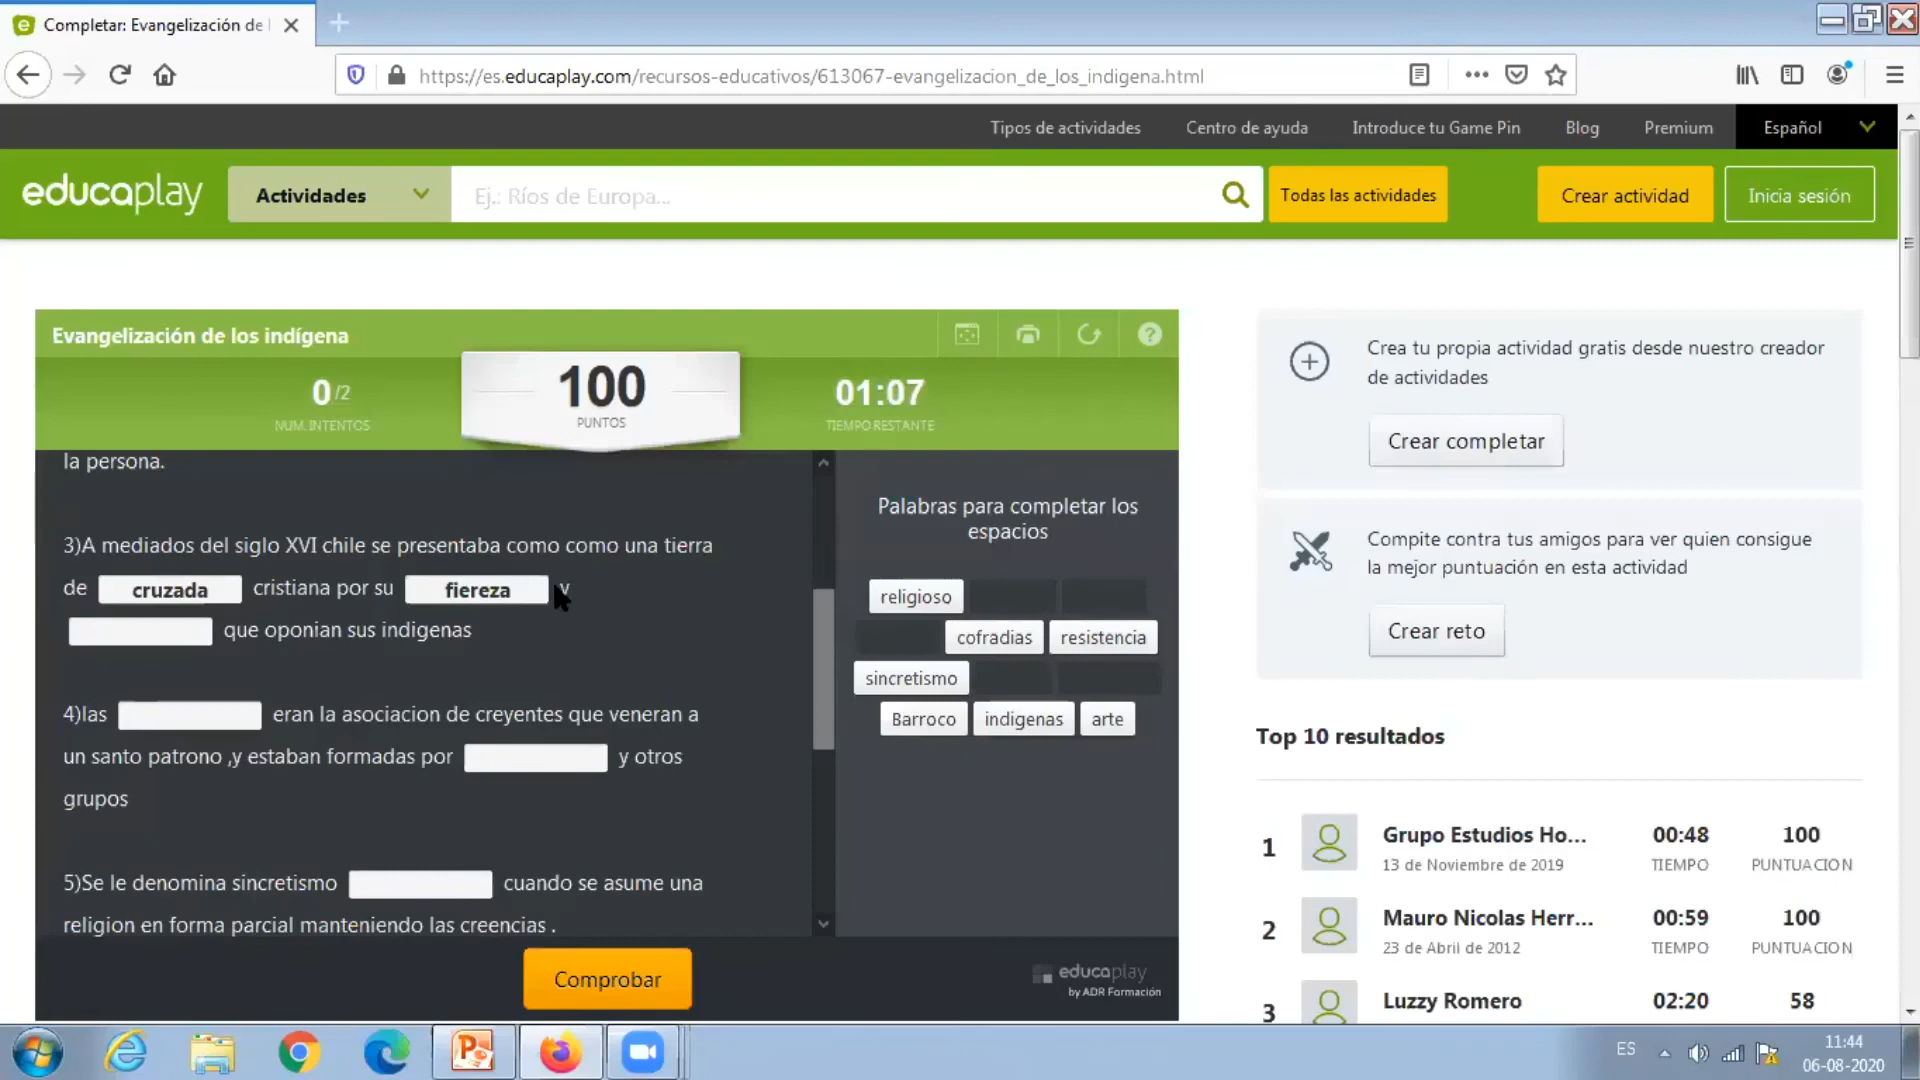 Completar: Evangelización de l
https://es.educaplay.com/recursos-educativos/613067-evangelizacion_de_los_indigena.html
Tipos de actividades Centro de ayuda Introduce tu Game Pin Blog Premium Español
educaplay Actividades Ej.: Ríos de Europa... Todas las actividades Crear actividad Inicia sesión
Evangelización de los indígena
0 /2
NUM. INTENTOS
100
PUNTOS
01:07
TIEMPO RESTANTE
la persona.
3)A mediados del siglo XVI chile se presentaba como como una tierra
de cruzada cristiana por su fiereza y
que oponian sus indigenas
4)las eran la asociacion de creyentes que veneran a
un santo patrono ,y estaban formadas por y otros
grupos
5)Se le denomina sincretismo cuando se asume una
religion en forma parcial manteniendo las creencias .
Palabras para completar los
espacios
religioso
cofradias resistencia
sincretismo
Barroco indigenas arte
Comprobar
educaplay
by ADR Formación
Crea tu propia actividad gratis desde nuestro creador
de actividades
Crear completar
Compite contra tus amigos para ver quien consigue
la mejor puntuación en esta actividad
Crear reto
Top 10 resultados
1 Grupo Estudios Ho... 00:48 100
13 de Noviembre de 2019 TIEMPO PUNTUACION
2 Mauro Nicolas Herr... 00:59 100
23 de Abril de 2012 TIEMPO PUNTUACION
3 Luzzy Romero 02:20 58
ES
11:44
06-08-2020